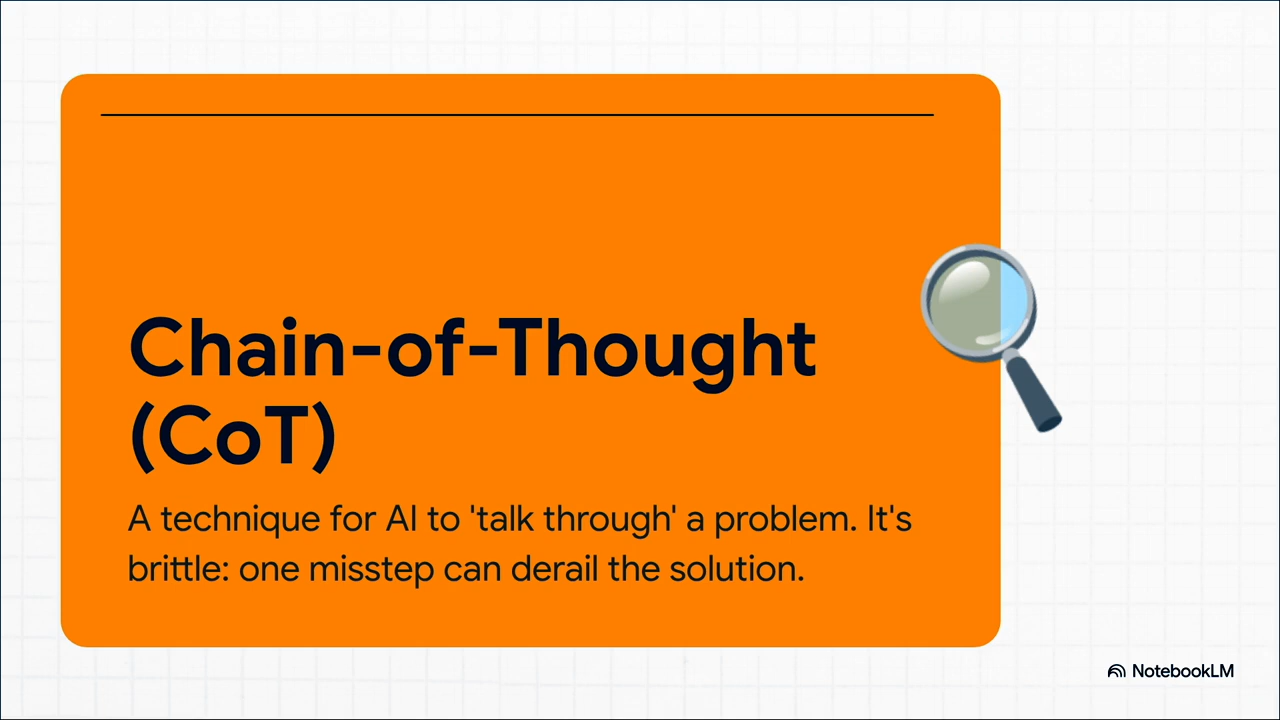 Chain-of-Thought
(CoT)
A technique for AI to 'talk through' a problem. It's
brittle: one misstep can derail the solution.
NotebookLM